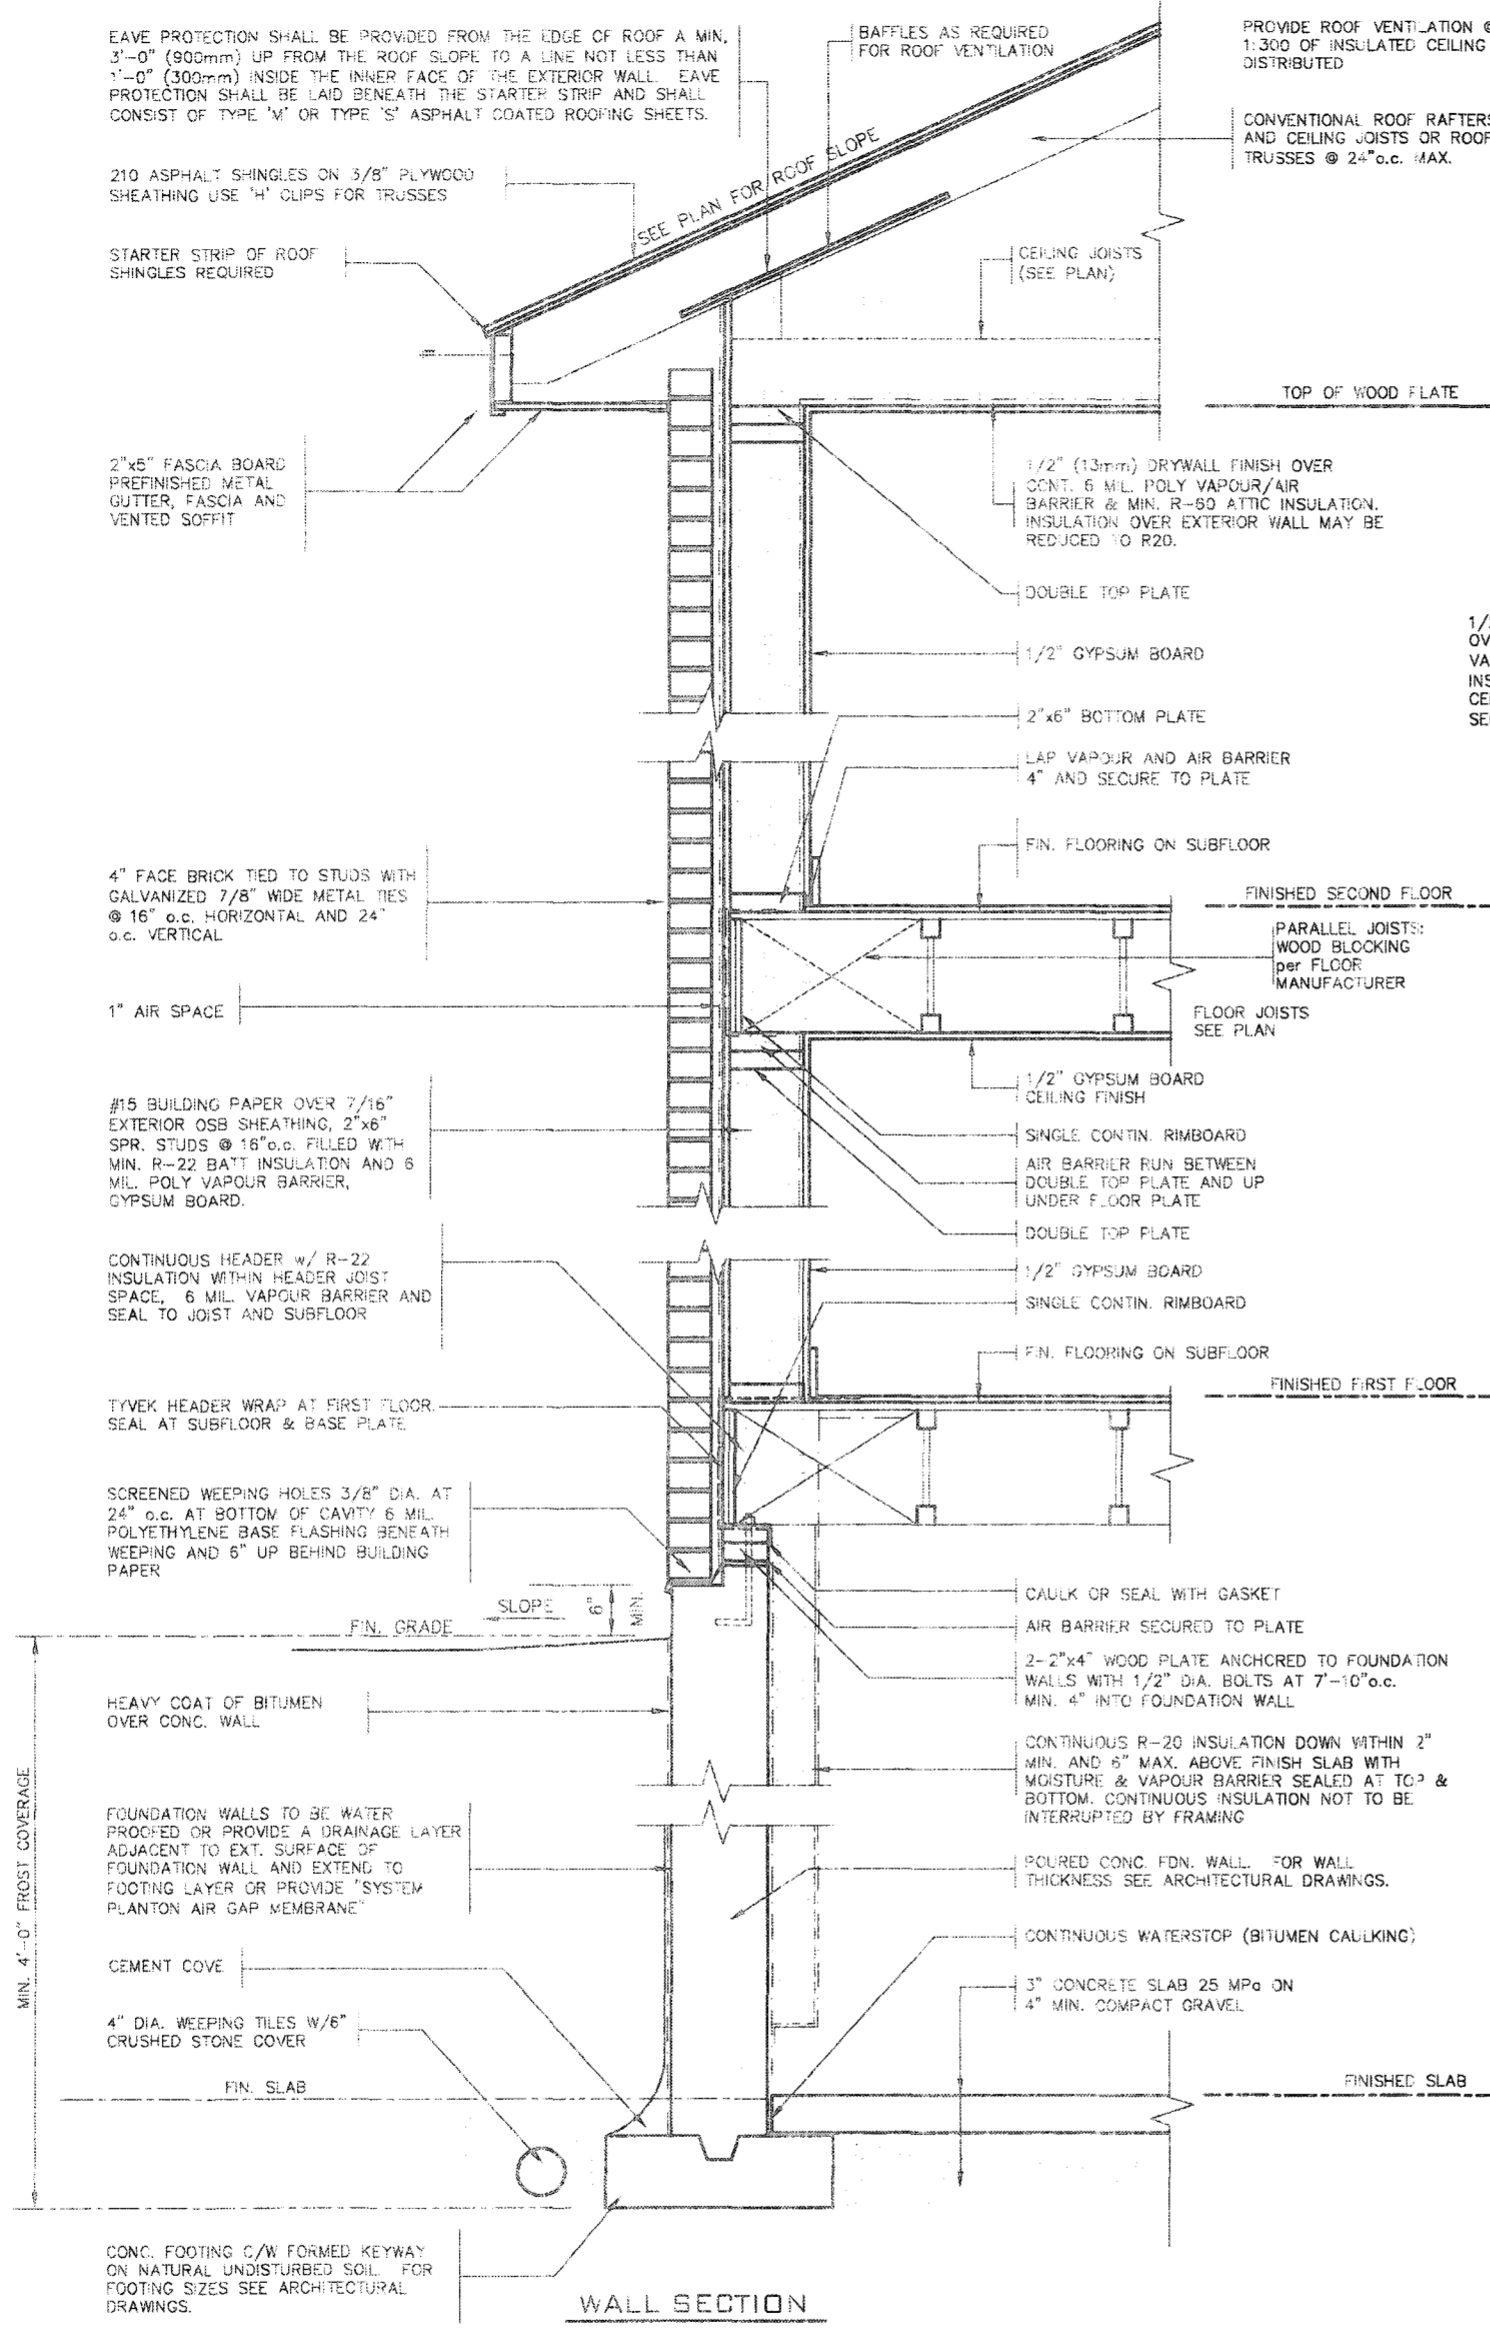 EAVE PROTECTION SHALL BE PROVIDED FROM THE EDGE OF ROOF A MIN.
3'-0" (900mm) UP FROM THE ROOF SLOPE TO A LINE NOT LESS THAN
1'-0" (300mm) INSIDE THE INNER FACE OF THE EXTERIOR WALL. EAVE
PROTECTION SHALL BE LAID BENEATH THE STARTER STRIP AND SHALL
CONSIST OF TYPE 'M' OR TYPE 'S' ASPHALT COATED ROOFING SHEETS.
BAFFLES AS REQUIRED
FOR ROOF VENTILATION
PROVIDE ROOF VENTILATION @
1:300 OF INSULATED CEILING
DISTRIBUTED
CONVENTIONAL ROOF RAFTERS
AND CEILING JOISTS OR ROOF
TRUSSES @ 24"o.c. MAX.
210 ASPHALT SHINGLES ON 3/8" PLYWOOD
SHEATHING USE 'H' CLIPS FOR TRUSSES
SEE PLAN FOR ROOF SLOPE
STARTER STRIP OF ROOF
SHINGLES REQUIRED
CEILING JOISTS
(SEE PLAN)
TOP OF WOOD PLATE
2"x6" FASCIA BOARD
PREFINISHED METAL
GUTTER, FASCIA AND
VENTED SOFFIT
1/2" (13mm) DRYWALL FINISH OVER
CONT. 6 MIL. POLY VAPOUR/AIR
BARRIER & MIN. R-60 ATTIC INSULATION.
INSULATION OVER EXTERIOR WALL MAY BE
REDUCED TO R20.
DOUBLE TOP PLATE
1/2" GYPSUM BOARD
1/
OV
VA
INS
CE
SE
2"x6" BOTTOM PLATE
LAP VAPOUR AND AIR BARRIER
4" AND SECURE TO PLATE
FIN. FLOORING ON SUBFLOOR
4" FACE BRICK TIED TO STUDS WITH
GALVANIZED 7/8" WIDE METAL TIES
@ 16" o.c. HORIZONTAL AND 24"
o.c. VERTICAL
FINISHED SECOND FLOOR
PARALLEL JOISTS:
WOOD BLOCKING
per FLOOR
MANUFACTURER
1" AIR SPACE
FLOOR JOISTS
SEE PLAN
1/2" GYPSUM BOARD
CEILING FINISH
#15 BUILDING PAPER OVER 7/16"
EXTERIOR OSB SHEATHING, 2"x6"
SPR. STUDS @ 16"o.c. FILLED WITH
MIN. R-22 BATT INSULATION AND 6
MIL. POLY VAPOUR BARRIER,
GYPSUM BOARD.
SINGLE CONTIN. RIMBOARD
AIR BARRIER RUN BETWEEN
DOUBLE TOP PLATE AND UP
UNDER FLOOR PLATE
DOUBLE TOP PLATE
CONTINUOUS HEADER w/ R-22
INSULATION WITHIN HEADER JOIST
SPACE, 6 MIL. VAPOUR BARRIER AND
SEAL TO JOIST AND SUBFLOOR
1/2" GYPSUM BOARD
SINGLE CONTIN. RIMBOARD
FIN. FLOORING ON SUBFLOOR
FINISHED FIRST FLOOR
TYVEK HEADER WRAP AT FIRST FLOOR.
SEAL AT SUBFLOOR & BASE PLATE
SCREENED WEEPING HOLES 3/8" DIA. AT
24" o.c. AT BOTTOM OF CAVITY 6 MIL.
POLYETHYLENE BASE FLASHING BENEATH
WEEPING AND 6" UP BEHIND BUILDING
PAPER
SLOPE
6"
MIN.
FIN. GRADE
CAULK OR SEAL WITH GASKET
AIR BARRIER SECURED TO PLATE
2-2"x4" WOOD PLATE ANCHORED TO FOUNDATION
WALLS WITH 1/2" DIA. BOLTS AT 7'-10"o.c.
MIN. 4" INTO FOUNDATION WALL
HEAVY COAT OF BITUMEN
OVER CONC. WALL
CONTINUOUS R-20 INSULATION DOWN WITHIN 2"
MIN. AND 6" MAX. ABOVE FINISH SLAB WITH
MOISTURE & VAPOUR BARRIER SEALED AT TOP &
BOTTOM. CONTINUOUS INSULATION NOT TO BE
INTERRUPTED BY FRAMING
MIN. 4'-0" FROST COVERAGE
FOUNDATION WALLS TO BE WATER
PROOFED OR PROVIDE A DRAINAGE LAYER
ADJACENT TO EXT. SURFACE OF
FOUNDATION WALL AND EXTEND TO
FOOTING LAYER OR PROVIDE "SYSTEM
PLANTON AIR GAP MEMBRANE"
POURED CONC. FDN. WALL. FOR WALL
THICKNESS SEE ARCHITECTURAL DRAWINGS.
CONTINUOUS WATERSTOP (BITUMEN CAULKING)
CEMENT COVE
3" CONCRETE SLAB 25 MPa ON
4" MIN. COMPACT GRAVEL
4" DIA. WEEPING TILES W/6"
CRUSHED STONE COVER
FIN. SLAB
FINISHED SLAB
CONC. FOOTING C/W FORMED KEYWAY
ON NATURAL UNDISTURBED SOIL. FOR
FOOTING SIZES SEE ARCHITECTURAL
DRAWINGS.
WALL SECTION